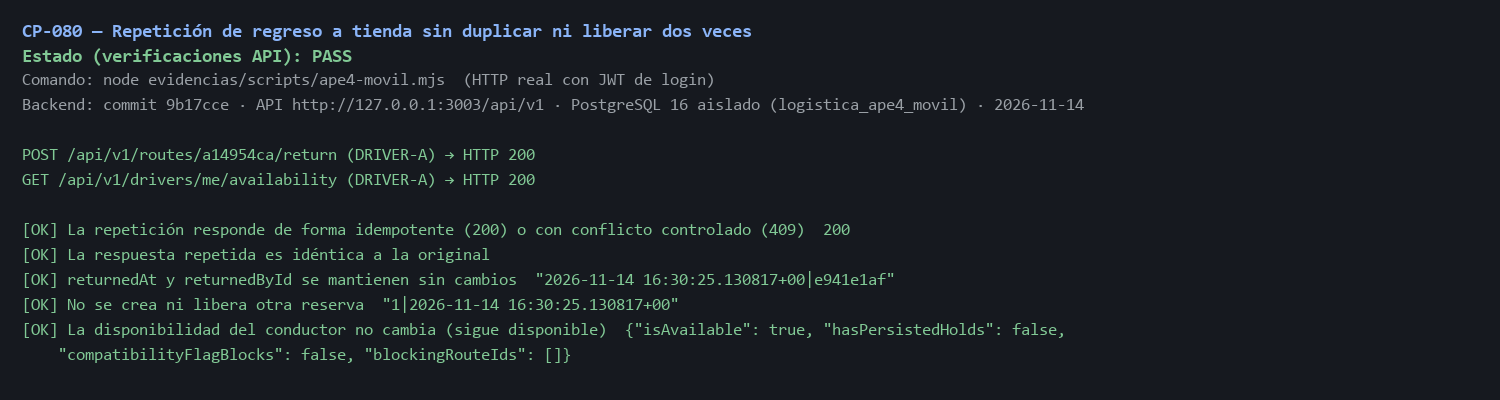 CP-080 — Repetición de regreso a tienda sin duplicar ni liberar dos veces
Estado (verificaciones API): PASS
Comando: node evidencias/scripts/ape4-movil.mjs  (HTTP real con JWT de login)
Backend: commit 9b17cce · API http://127.0.0.1:3003/api/v1 · PostgreSQL 16 aislado (logistica_ape4_movil) · 2026-11-14
POST /api/v1/routes/a14954ca/return (DRIVER-A) → HTTP 200
GET /api/v1/drivers/me/availability (DRIVER-A) → HTTP 200
[OK] La repetición responde de forma idempotente (200) o con conflicto controlado (409)  200
[OK] La respuesta repetida es idéntica a la original
[OK] returnedAt y returnedById se mantienen sin cambios  "2026-11-14 16:30:25.130817+00|e941e1af"
[OK] No se crea ni libera otra reserva  "1|2026-11-14 16:30:25.130817+00"
[OK] La disponibilidad del conductor no cambia (sigue disponible)  {"isAvailable": true, "hasPersistedHolds": false,
"compatibilityFlagBlocks": false, "blockingRouteIds": []}